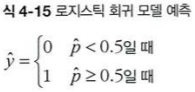 식 4-15 로지스틱 회귀 모델 예측
ŷ = { 0 p̂ < 0.5일 때
1 p̂ ≥ 0.5일 때